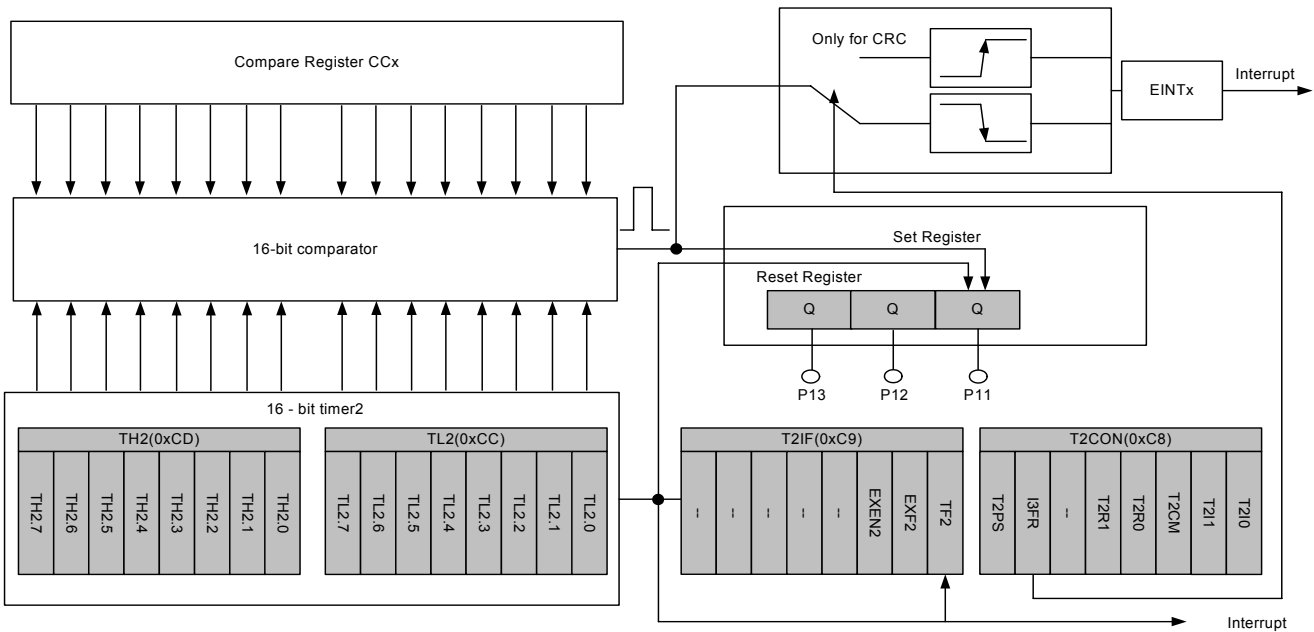 Compare Register CCx
Only for CRC
EINTx
Interrupt
16-bit comparator
Set Register
Reset Register
Q Q Q
P13 P12 P11
16 - bit timer2
TH2(0xCD) TL2(0xCC) T2IF(0xC9) T2CON(0xC8)
TH2.7 TH2.6 TH2.5 TH2.4 TH2.3 TH2.2 TH2.1 TH2.0
TL2.7 TL2.6 TL2.5 TL2.4 TL2.3 TL2.2 TL2.1 TL2.0
-- -- -- -- -- EXEN2 EXF2 TF2
T2PS I3FR -- T2R1 T2R0 T2CM T2I1 T2I0
Interrupt